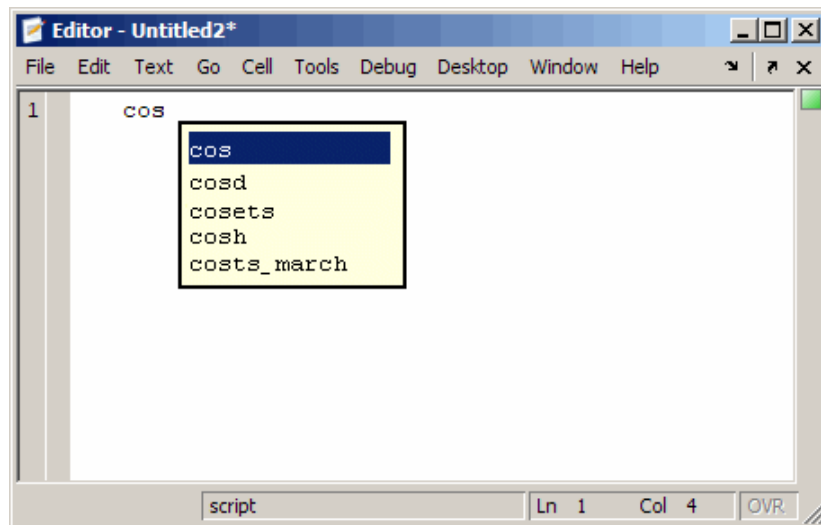 Editor - Untitled2*
File Edit Text Go Cell Tools Debug Desktop Window Help
1 cos
cos
cosd
cosets
cosh
costs_march
script Ln 1 Col 4 OVR